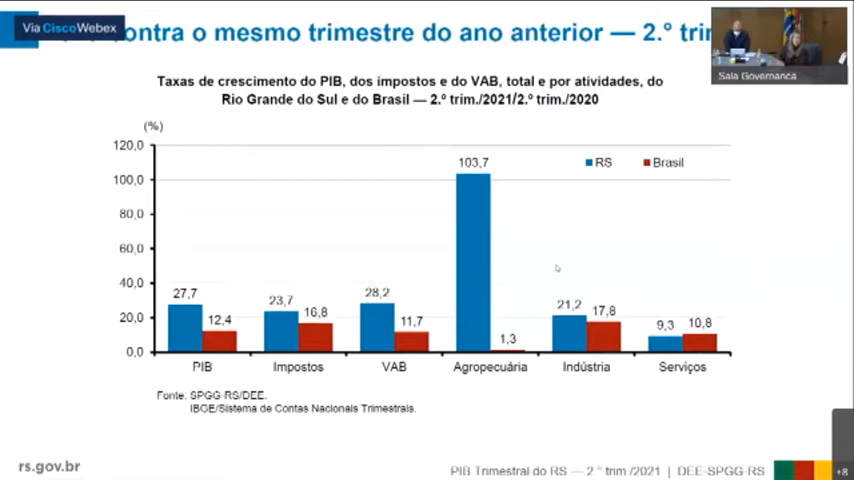 Via CiscoWebex
contra o mesmo trimestre do ano anterior — 2.º
Sala Governanca
Taxas de crescimento do PIB, dos impostos e do VAB, total e por atividades, do
Rio Grande do Sul e do Brasil — 2.º trim./2021/2.º trim./2020
(%)
120,0
100,0
80,0
60,0
40,0
20,0
0,0
RS
Brasil
27,7
12,4
23,7
16,8
28,2
11,7
103,7
1,3
21,2
17,8
9,3
10,8
PIB
Impostos
VAB
Agropecuária
Indústria
Serviços
Fonte: SPGG-RS/DEE.
IBGE/Sistema de Contas Nacionais Trimestrais.
rs.gov.br
PIB Trimestral do RS — 2 ° trim /2021 | DEE-SPGG-RS
+8